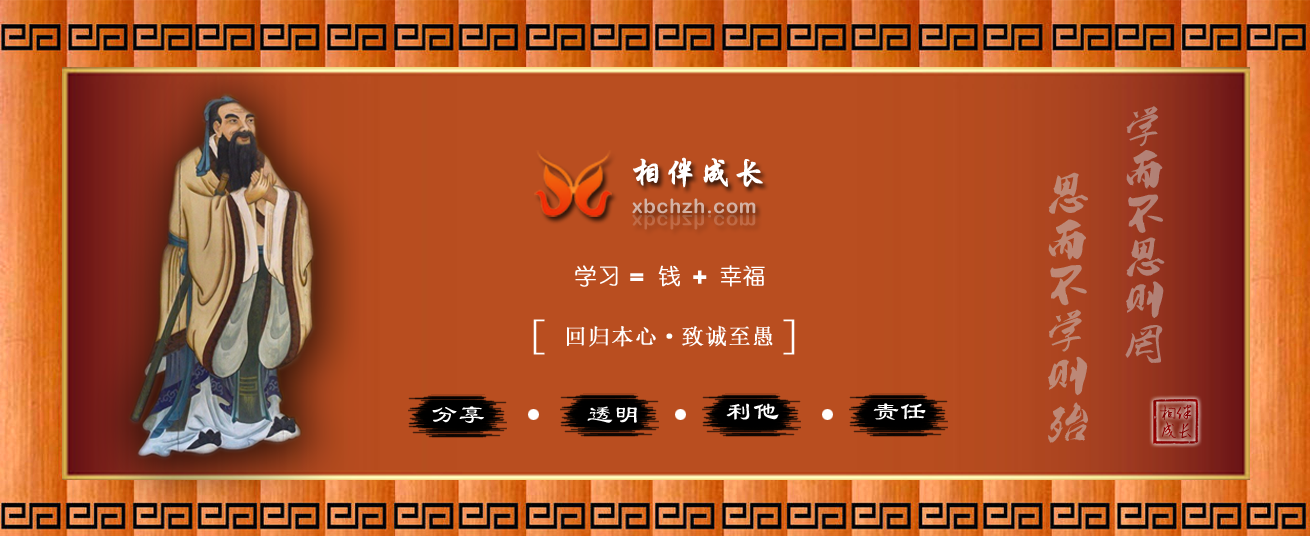 相伴成长
xbchzh.com
学习 = 钱 + 幸福
[ 回归本心·致诚至愚 ]
分享 • 透明 • 利他 • 责任
学而不思则罔
思而不学则殆
相伴
成长